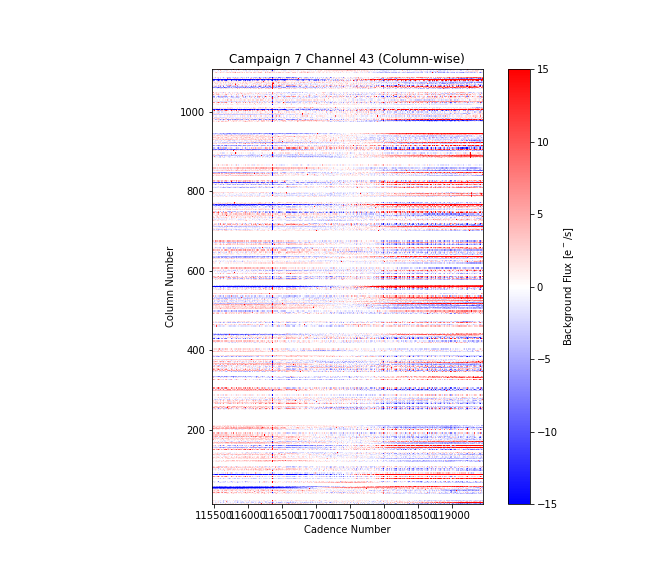 Campaign 7 Channel 43 (Column-wise)
1000
800
600
400
200
Column Number
115500 116000 116500 117000 117500 118000 118500 119000
Cadence Number
15
10
5
0
−5
−10
−15
Background Flux [e⁻/s]